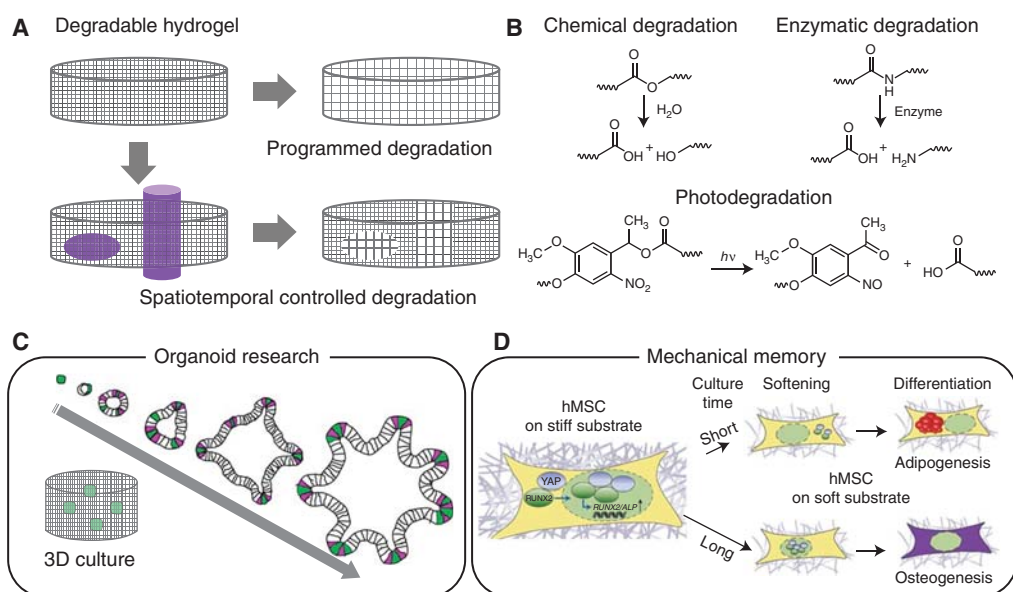 A
Degradable hydrogel
Programmed degradation
Spatiotemporal controlled degradation
B
Chemical degradation
O
O
H₂O
O
OH
+
HO
Enzymatic degradation
O
N
H
Enzyme
O
OH
+
H₂N
Photodegradation
CH₃
O
O
H₃C
O
O
NO₂
hν
CH₃
O
H₃C
O
O
NO
+
O
HO
C
Organoid research
3D culture
D
Mechanical memory
hMSC
on stiff substrate
YAP
RUNX2
RUNX2/ALP
Culture
time
Short
Long
Softening
Differentiation
Adipogenesis
hMSC
on soft substrate
Osteogenesis